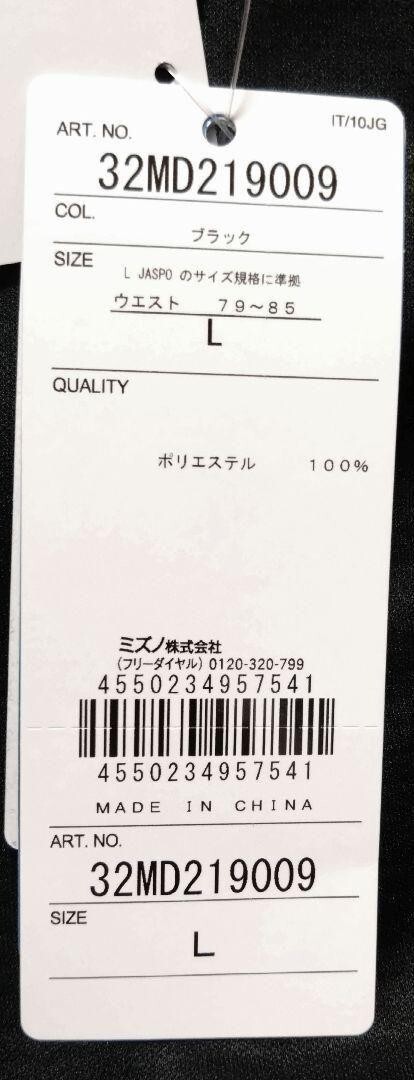 IT/10JG
ART. NO.
32MD219009
COL.
ブラック
SIZE
L JASPO のサイズ規格に準拠
ウエスト 79～85
L
QUALITY
ポリエステル 100%
ミズノ株式会社
(フリーダイヤル) 0120-320-799
4550234957541
4550234957541
MADE IN CHINA
ART. NO.
32MD219009
SIZE
L